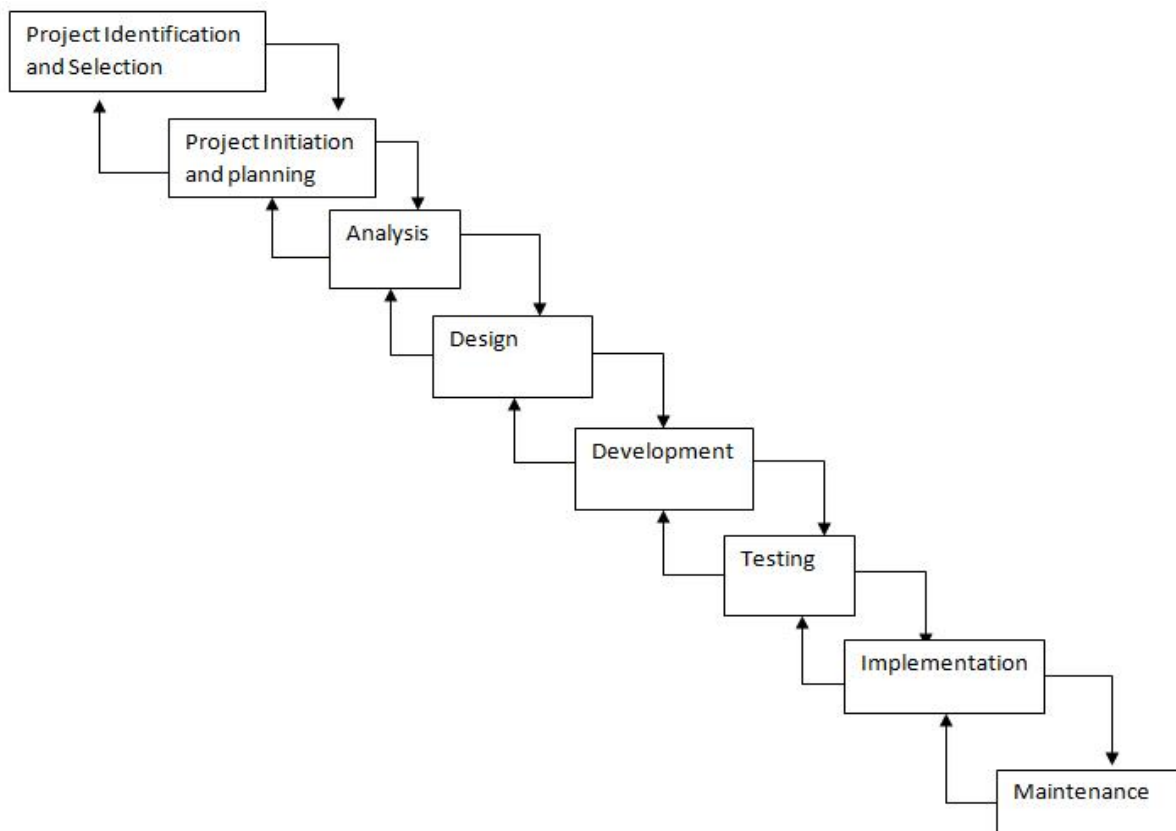 Project Identification
and Selection
Project Initiation
and planning
Analysis
Design
Development
Testing
Implementation
Maintenance